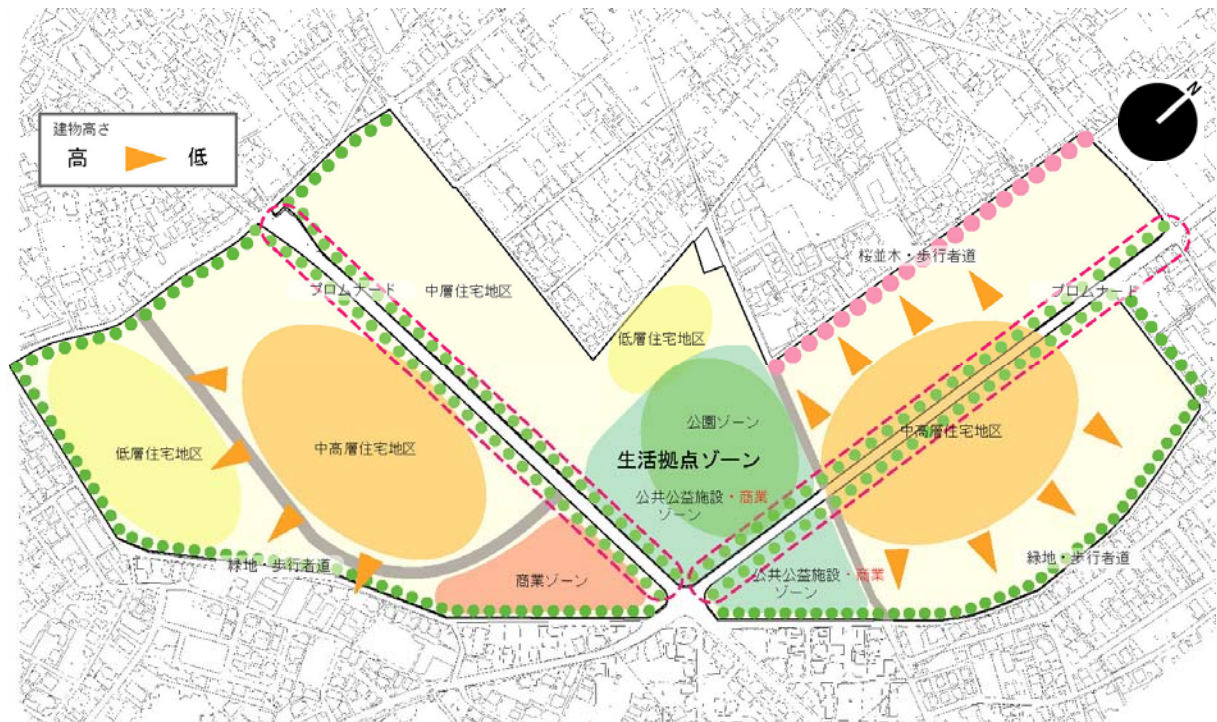 建物高さ
高 低
N
桜並木・歩行者道
プロムナード
中層住宅地区
プロムナード
低層住宅地区
公園ゾーン
中高層住宅地区
低層住宅地区
中高層住宅地区
生活拠点ゾーン
公共公益施設・商業
ゾーン
緑地・歩行者道
緑地・歩行者道
商業ゾーン
公共公益施設・商業
ゾーン